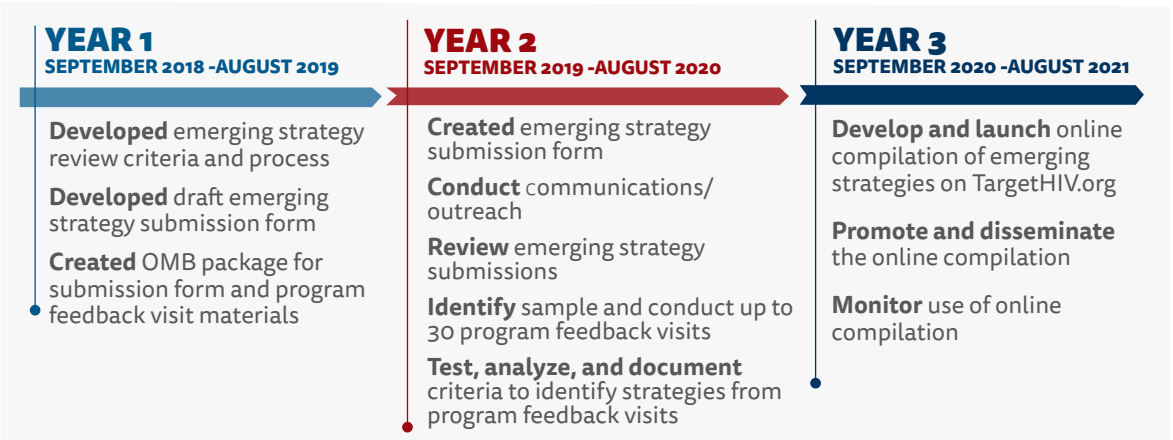 YEAR 1
SEPTEMBER 2018 -AUGUST 2019
Developed emerging strategy
review criteria and process
Developed draft emerging
strategy submission form
Created OMB package for
submission form and program
feedback visit materials
YEAR 2
SEPTEMBER 2019 -AUGUST 2020
Created emerging strategy
submission form
Conduct communications/
outreach
Review emerging strategy
submissions
Identify sample and conduct up to
30 program feedback visits
Test, analyze, and document
criteria to identify strategies from
program feedback visits
YEAR 3
SEPTEMBER 2020 -AUGUST 2021
Develop and launch online
compilation of emerging
strategies on TargetHIV.org
Promote and disseminate
the online compilation
Monitor use of online
compilation